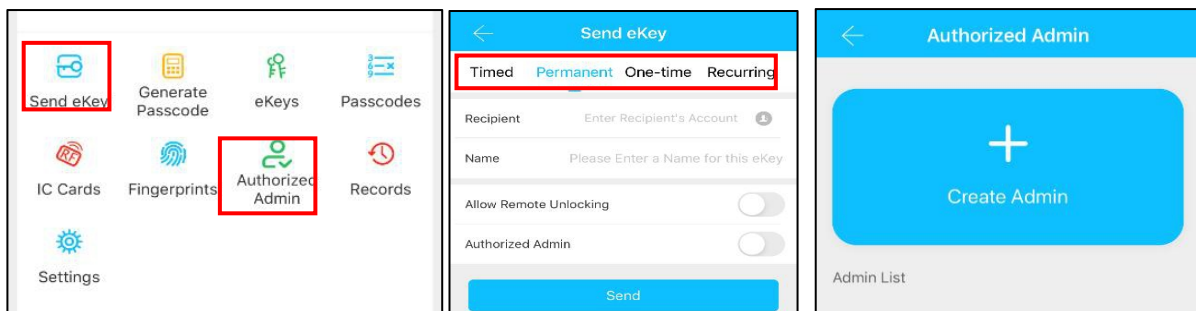 Send eKey
Generate
Passcode
eKeys
Passcodes
IC Cards
Fingerprints
Authorized
Admin
Records
Settings
Send eKey
Timed Permanent One-time Recurring
Recipient Enter Recipient's Account
Name Please Enter a Name for this eKey
Allow Remote Unlocking
Authorized Admin
Send
Authorized Admin
Create Admin
Admin List